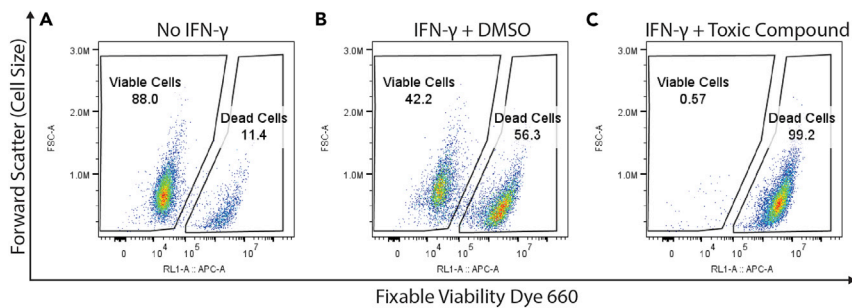 A
No IFN-γ
B
IFN-γ + DMSO
C
IFN-γ + Toxic Compound
Forward Scatter (Cell Size)
3.0M
2.0M
1.0M
FSC-A
Viable Cells
88.0
Dead Cells
11.4
0
10^4
10^5
10^7
RL1-A :: APC-A
3.0M
2.0M
1.0M
FSC-A
Viable Cells
42.2
Dead Cells
56.3
0
10^4
10^5
10^7
RL1-A :: APC-A
3.0M
2.0M
1.0M
FSC-A
Viable Cells
0.57
Dead Cells
99.2
0
10^4
10^5
10^7
RL1-A :: APC-A
Fixable Viability Dye 660